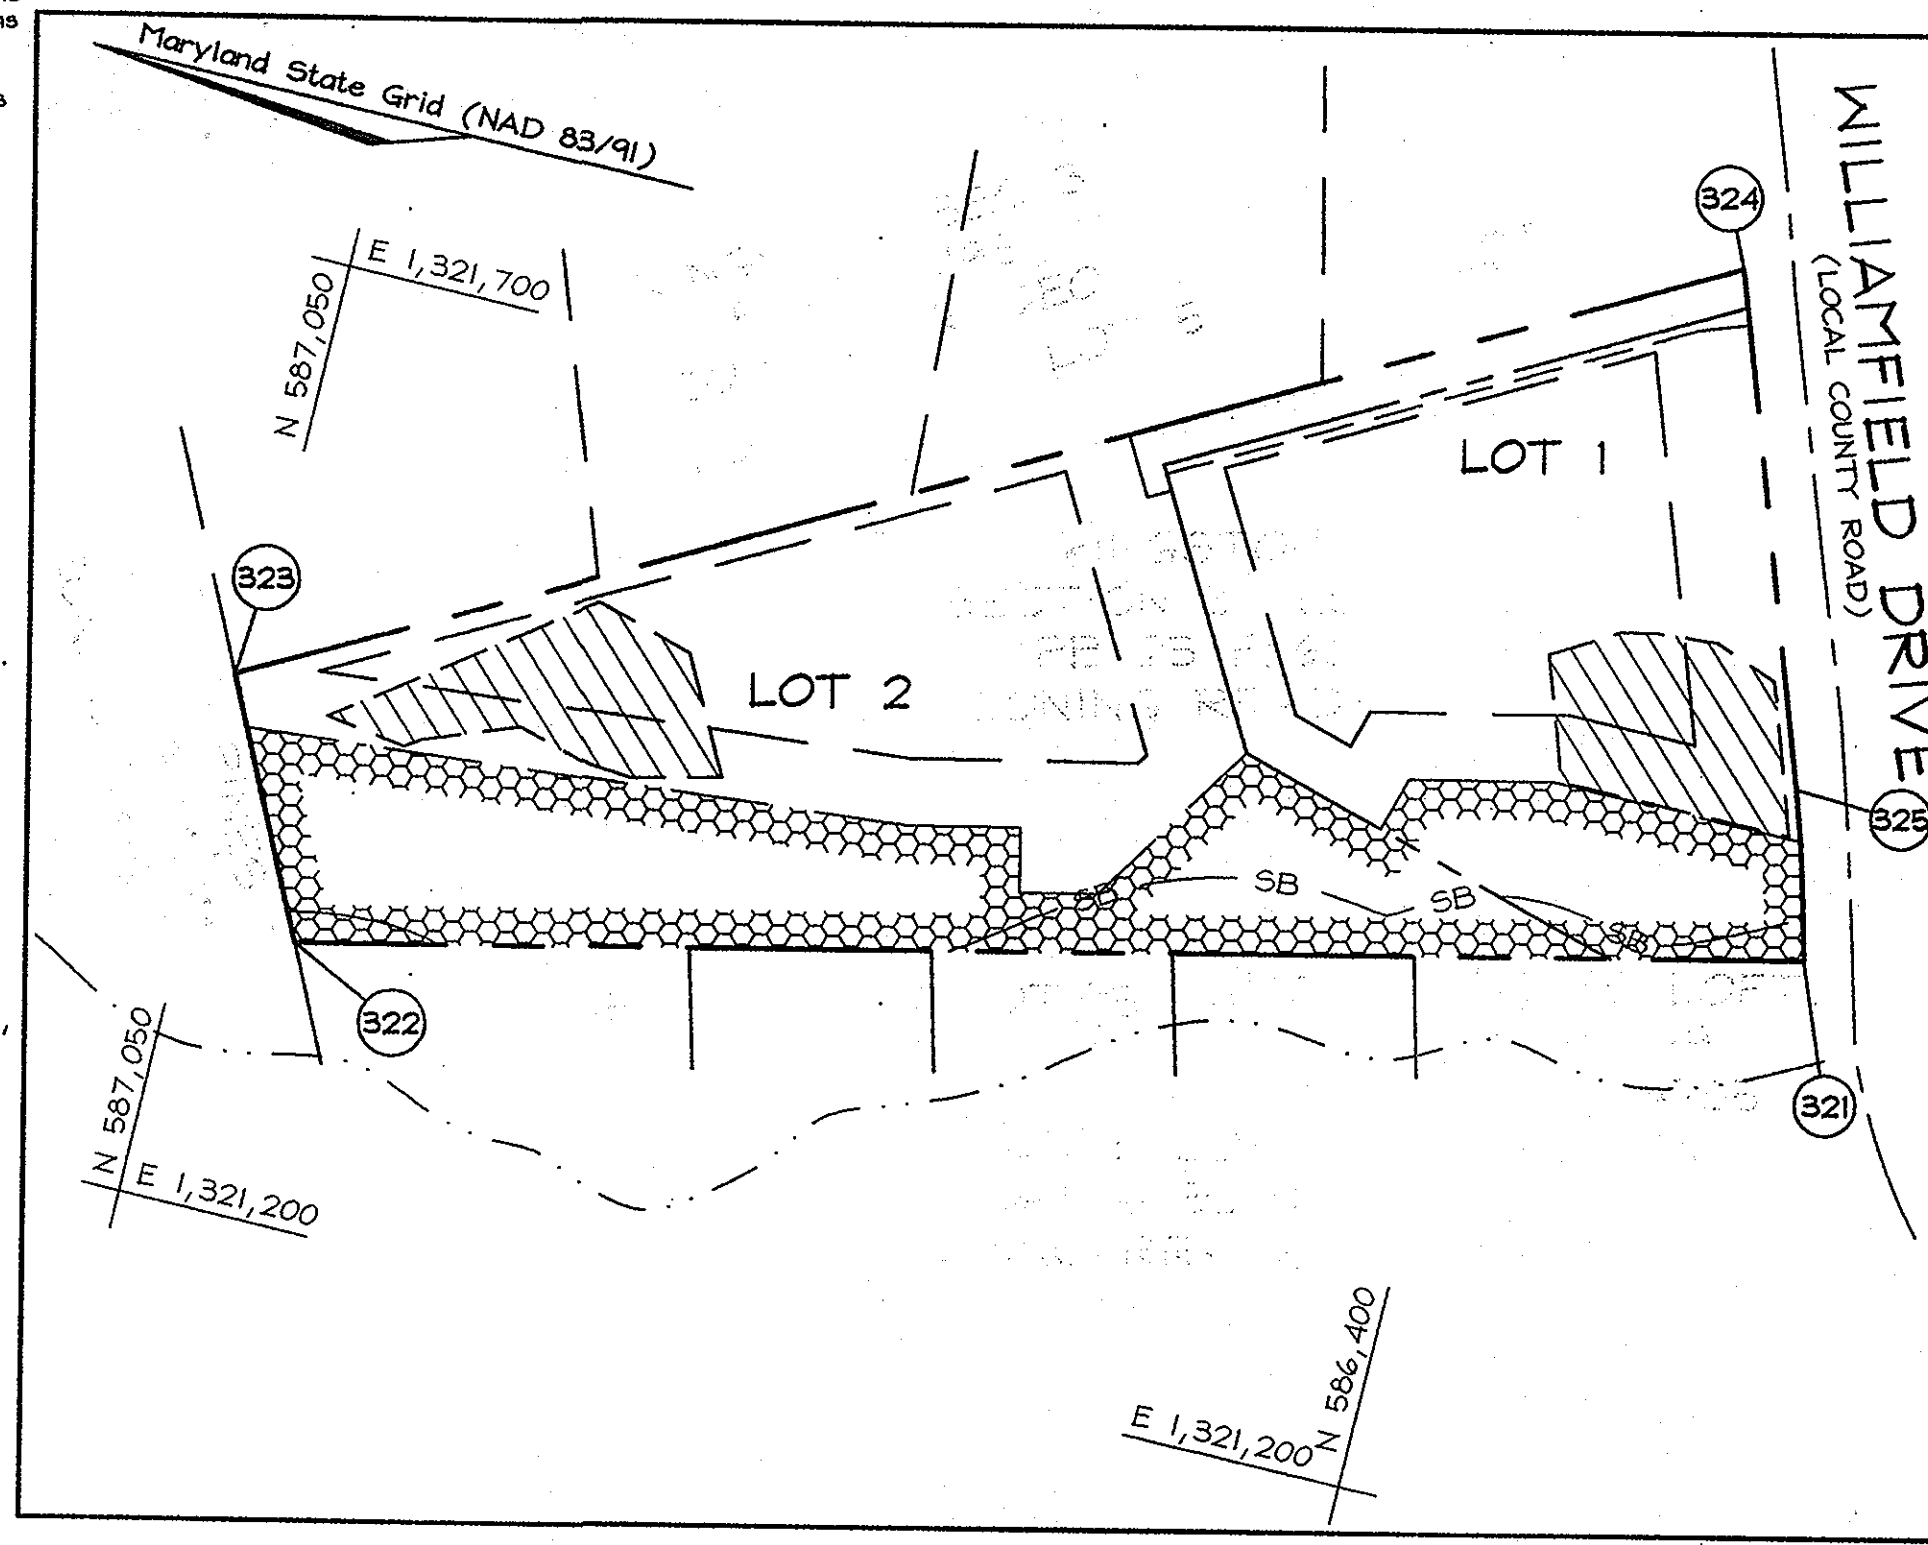 Maryland State Grid (NAD 83/91)
WILLIAMFIELD DRIVE
(LOCAL COUNTY ROAD)
324
E 1,321,700
N 587,050
LOT 1
323
LOT 2
325
SB
SB
SB
SB
322
321
N 587,050
E 1,321,200
N 586,400
E 1,321,200